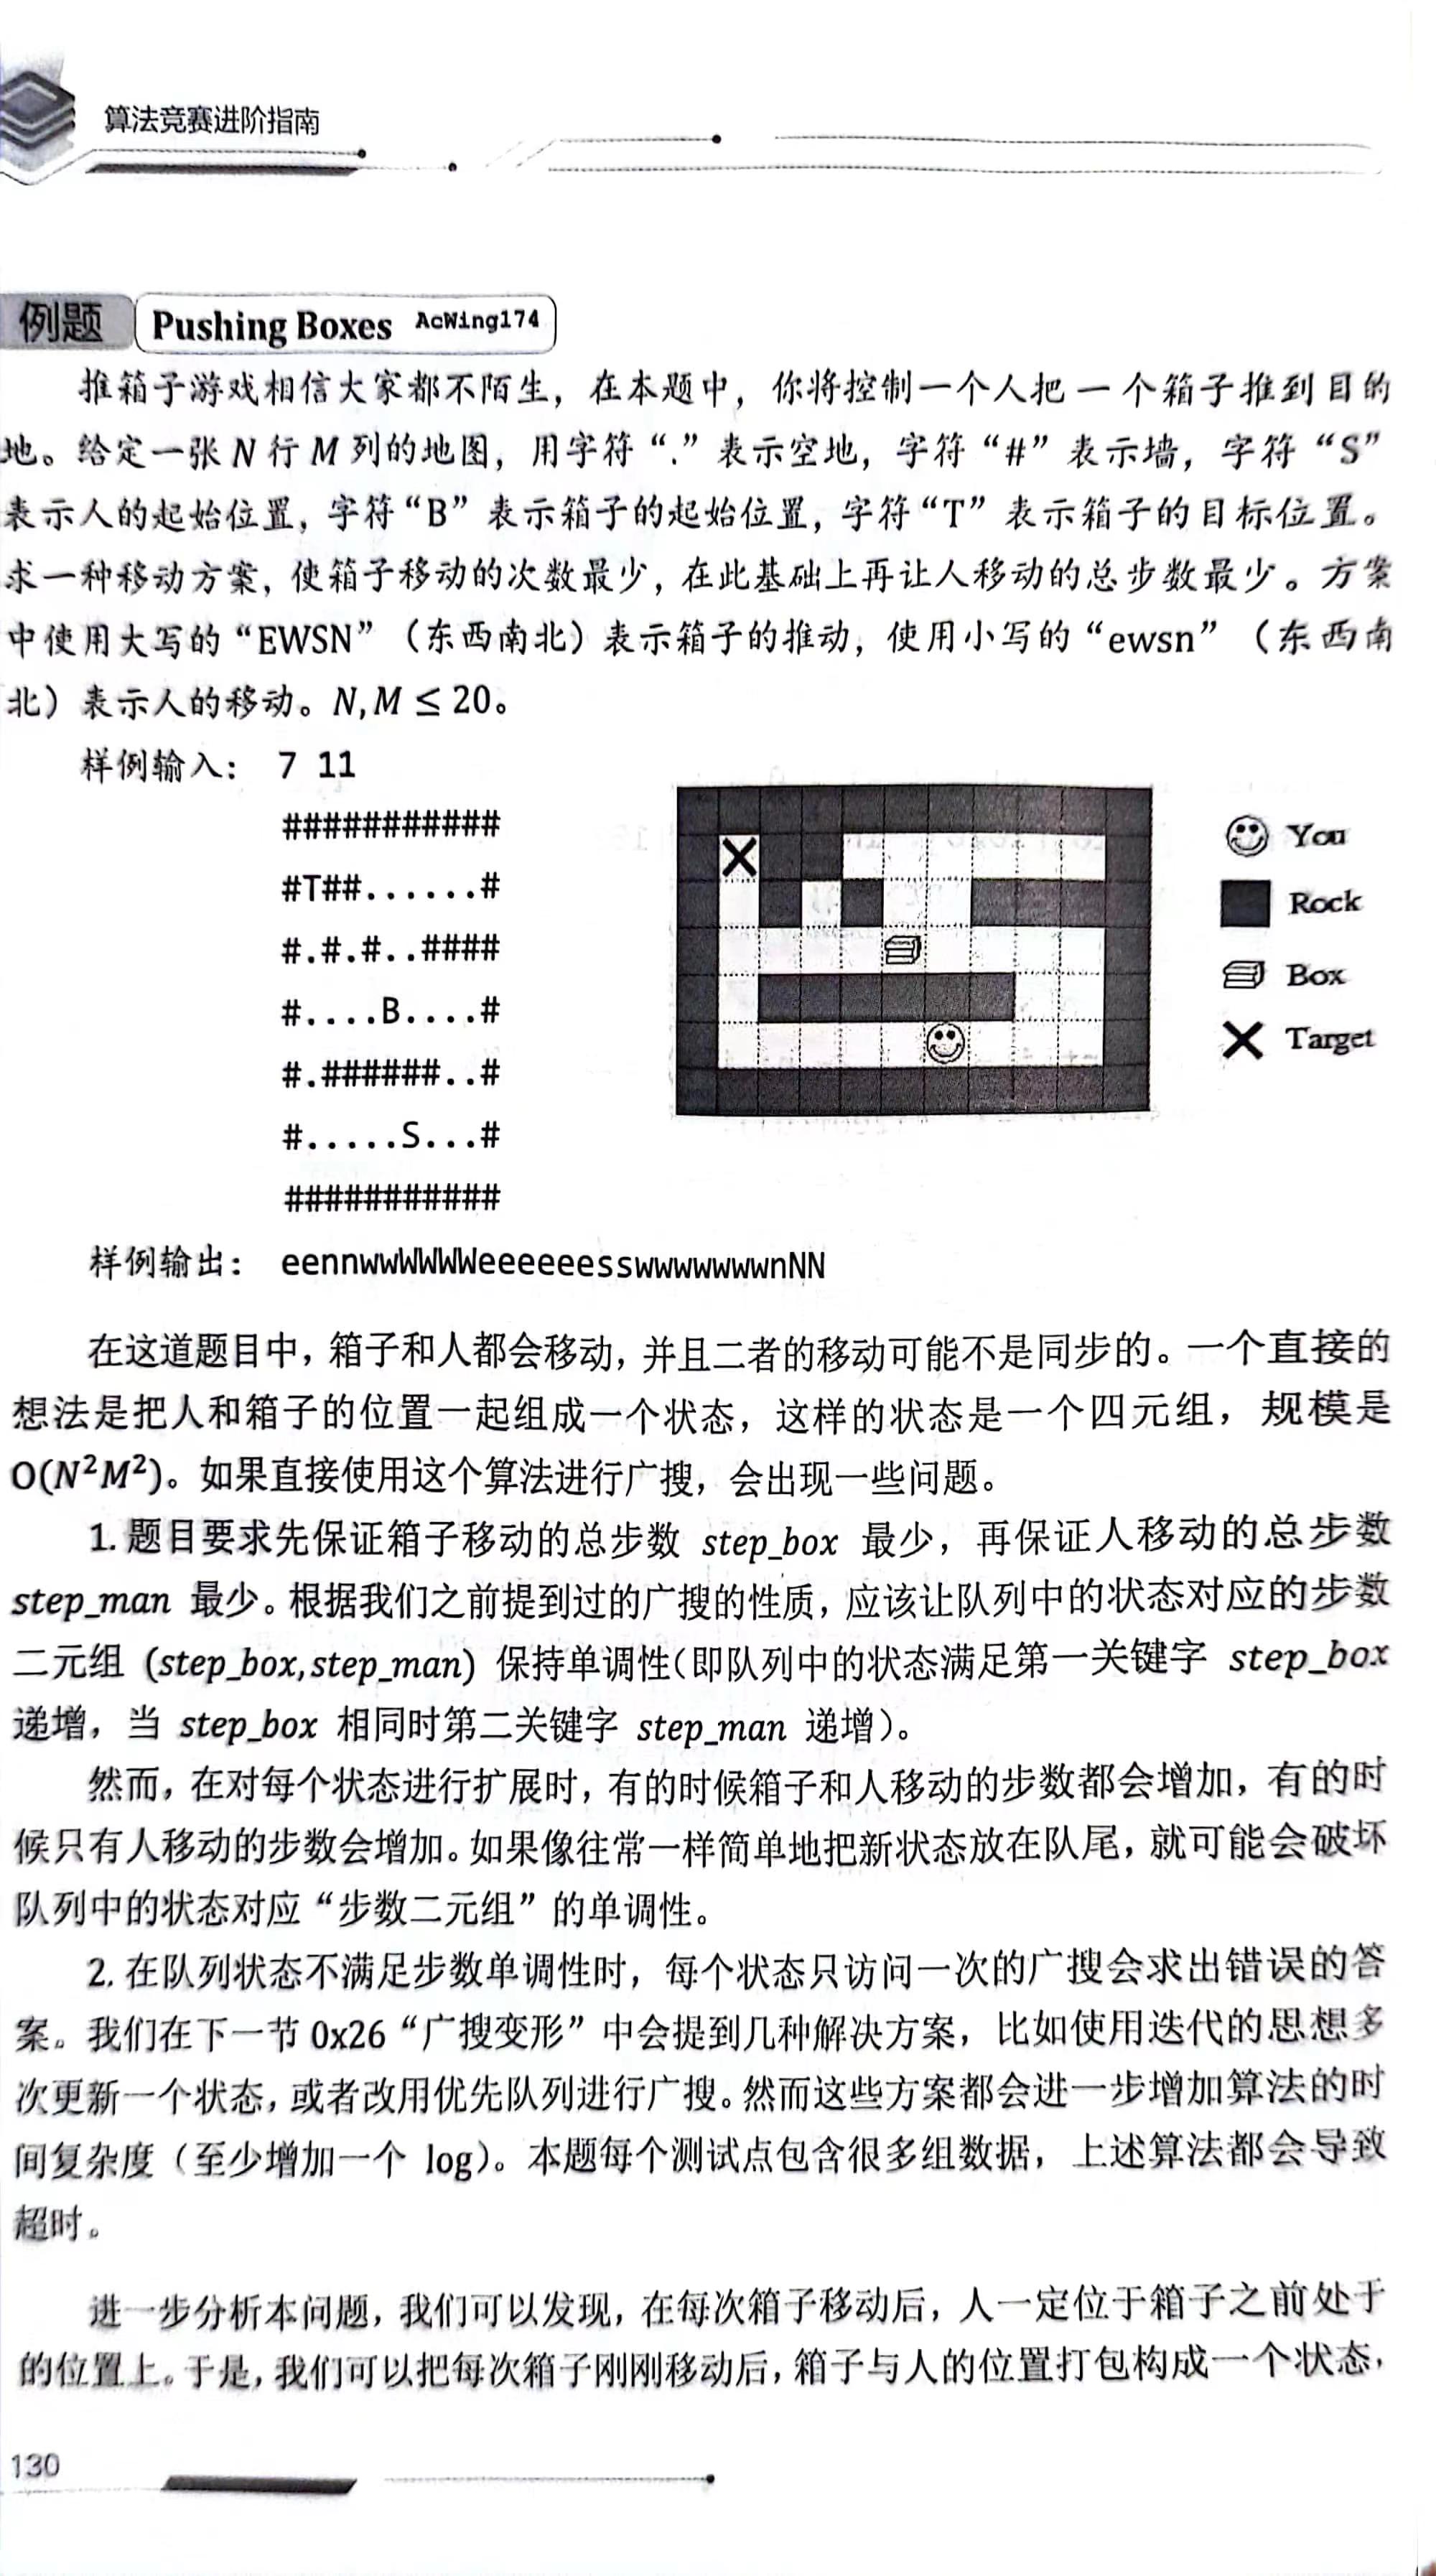 算法竞赛进阶指南
例题 Pushing Boxes AcWing174
推箱子游戏相信大家都不陌生，在本题中，你将控制一个人把一个箱子推到目的
地。给定一张 N 行 M 列的地图，用字符“.”表示空地，字符“#”表示墙，字符“S”
表示人的起始位置，字符“B”表示箱子的起始位置，字符“T”表示箱子的目标位置。
求一种移动方案，使箱子移动的次数最少，在此基础上再让人移动的总步数最少。方案
中使用大写的“EWSN”（东西南北）表示箱子的推动，使用小写的“ewsn”（东西南
北）表示人的移动。N, M ≤ 20。
样例输入： 7 11
###########
#T##......#
#.#.#..####
#....B....#
#.######..#
#.....S...#
###########
You
Rock
Box
Target
样例输出： eennwwWWWWeeeeeesswwwwwwwnNN
在这道题目中，箱子和人都会移动，并且二者的移动可能不是同步的。一个直接的
想法是把人和箱子的位置一起组成一个状态，这样的状态是一个四元组，规模是
O(N²M²)。如果直接使用这个算法进行广搜，会出现一些问题。
1. 题目要求先保证箱子移动的总步数 step_box 最少，再保证人移动的总步数
step_man 最少。根据我们之前提到过的广搜的性质，应该让队列中的状态对应的步数
二元组 (step_box, step_man) 保持单调性（即队列中的状态满足第一关键字 step_box
递增，当 step_box 相同时第二关键字 step_man 递增）。
然而，在对每个状态进行扩展时，有的时候箱子和人移动的步数都会增加，有的时
候只有人移动的步数会增加。如果像往常一样简单地把新状态放在队尾，就可能会破坏
队列中的状态对应“步数二元组”的单调性。
2. 在队列状态不满足步数单调性时，每个状态只访问一次的广搜会求出错误的答
案。我们在下一节 0x26“广搜变形”中会提到几种解决方案，比如使用迭代的思想多
次更新一个状态，或者改用优先队列进行广搜。然而这些方案都会进一步增加算法的时
间复杂度（至少增加一个 log）。本题每个测试点包含很多组数据，上述算法都会导致
超时。
进一步分析本问题，我们可以发现，在每次箱子移动后，人一定位于箱子之前处于
的位置上。于是，我们可以把每次箱子刚刚移动后，箱子与人的位置打包构成一个状态，
130